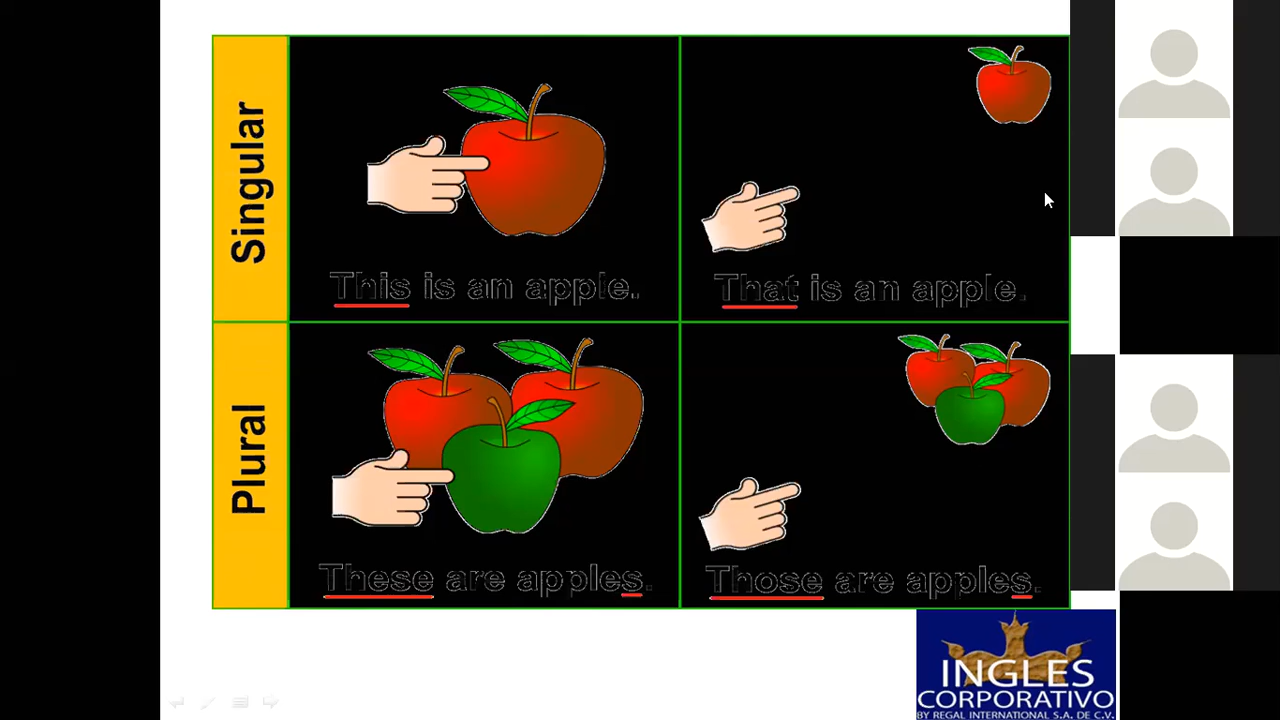 Singular
This is an apple.
That is an apple.
Plural
These are apples.
Those are apples.
INGLES
CORPORATIVO
BY REGAL INTERNATIONAL S.A. DE C.V.